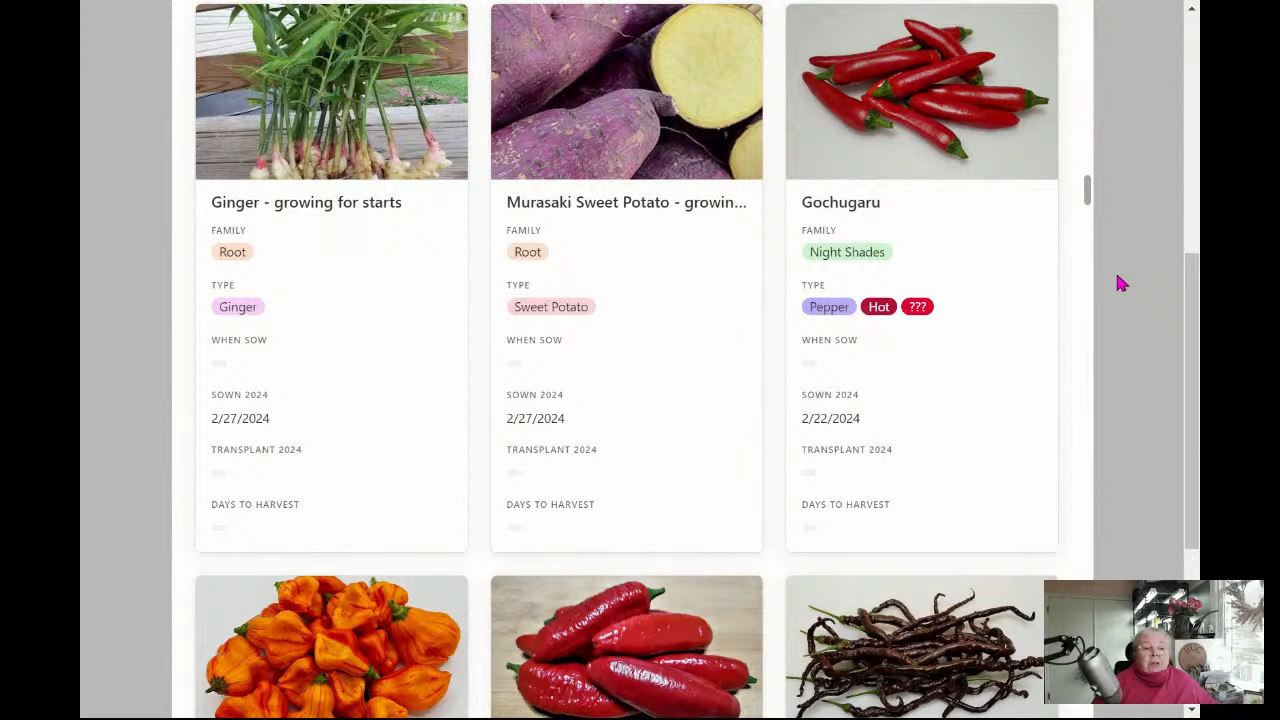 Ginger - growing for starts
FAMILY
Root
TYPE
Ginger
WHEN SOW
SOWN 2024
2/27/2024
TRANSPLANT 2024
DAYS TO HARVEST
Murasaki Sweet Potato - growin...
FAMILY
Root
TYPE
Sweet Potato
WHEN SOW
SOWN 2024
2/27/2024
TRANSPLANT 2024
DAYS TO HARVEST
Gochugaru
FAMILY
Night Shades
TYPE
Pepper Hot ???
WHEN SOW
SOWN 2024
2/22/2024
TRANSPLANT 2024
DAYS TO HARVEST